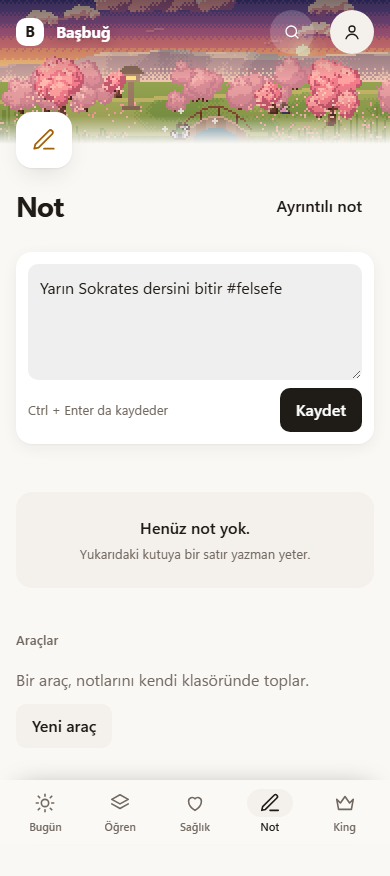 B Başbuğ
Not
Ayrıntılı not
Yarın Sokrates dersini bitir #felsefe
Ctrl + Enter da kaydeder
Kaydet
Henüz not yok.
Yukarıdaki kutuya bir satır yazman yeter.
Araçlar
Bir araç, notlarını kendi klasöründe toplar.
Yeni araç
Bugün Öğren Sağlık Not King